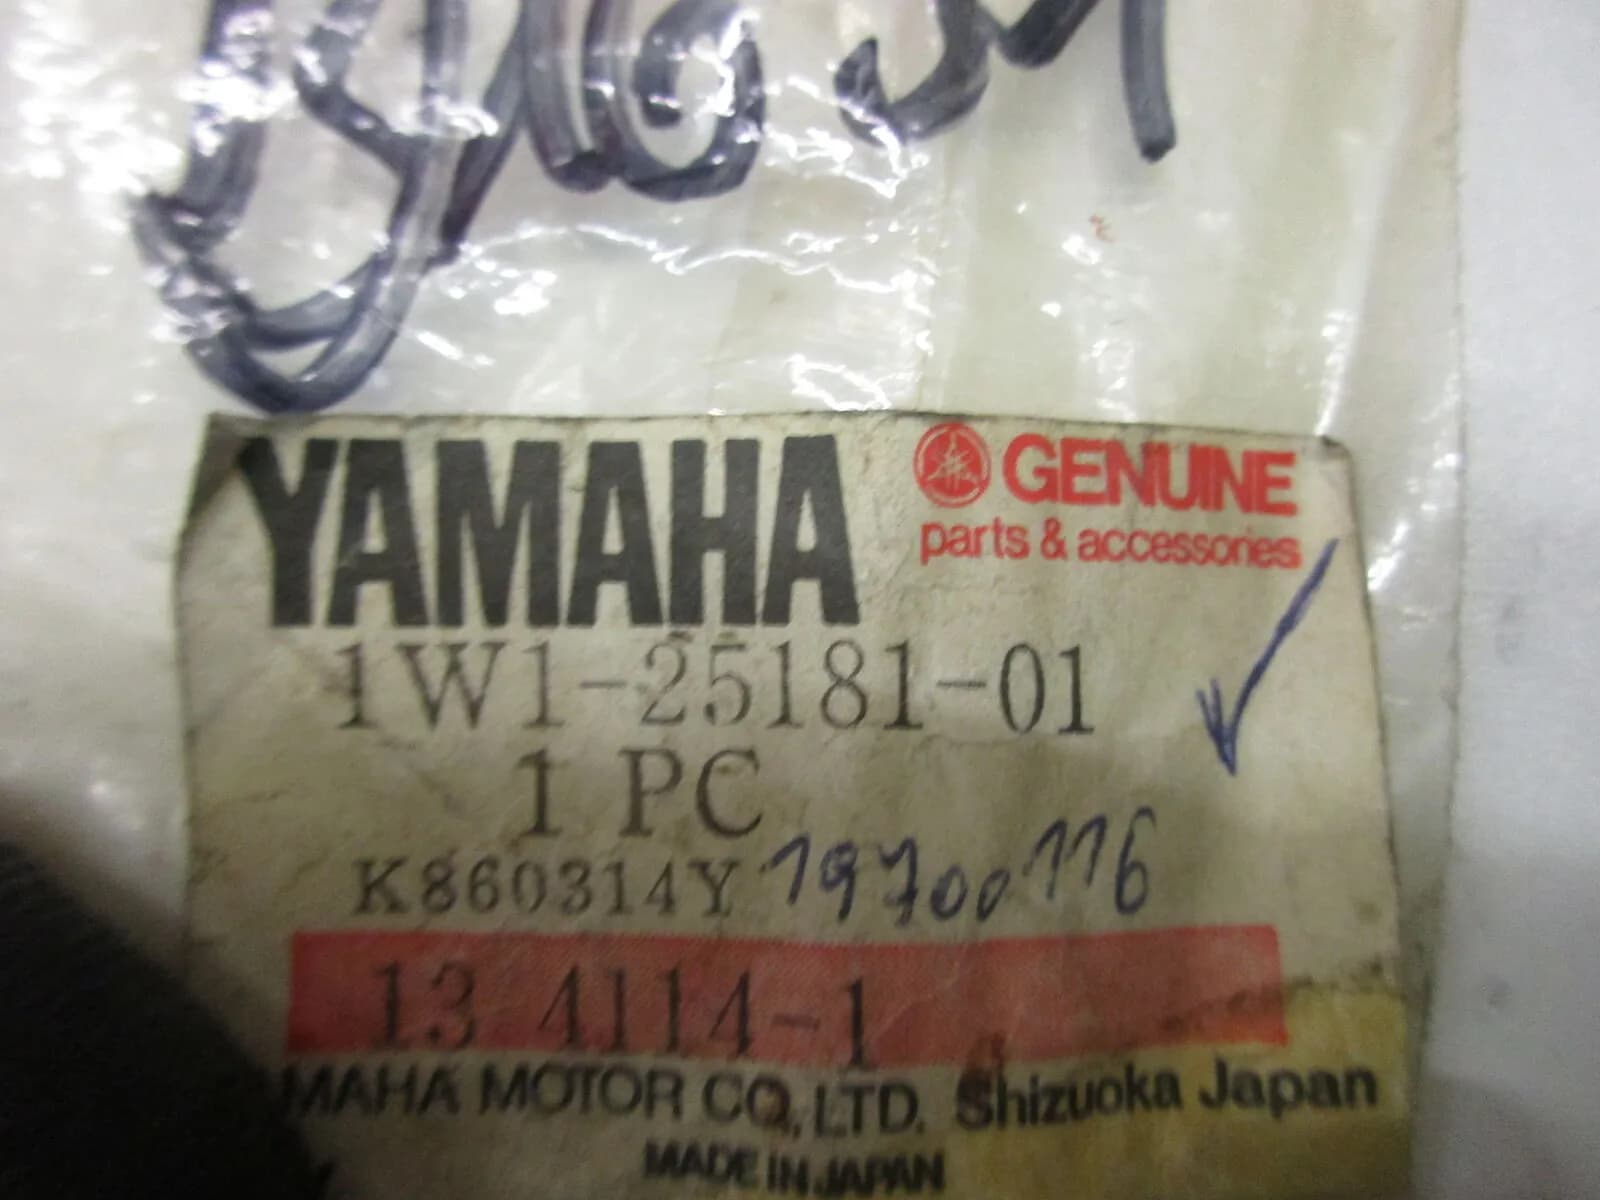 YAMAHA GENUINE
parts & accessories
1W1-25181-01
1 PC
K860314Y 19700116
13 4114-1
MAHA MOTOR CO., LTD. Shizuoka Japan
MADE IN JAPAN